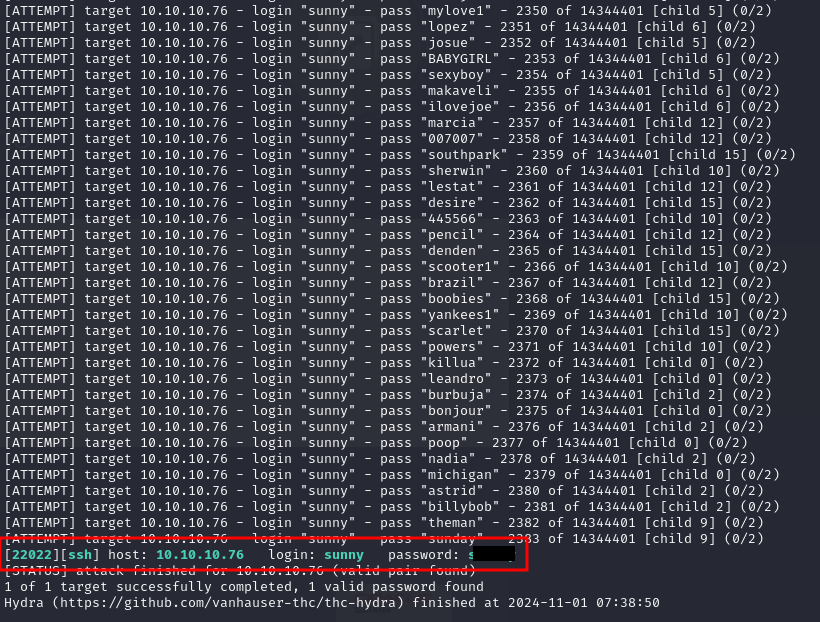 [ATTEMPT] target 10.10.10.76 - login "sunny" - pass "mylove1" - 2350 of 14344401 [child 5] (0/2)
[ATTEMPT] target 10.10.10.76 - login "sunny" - pass "lopez" - 2351 of 14344401 [child 6] (0/2)
[ATTEMPT] target 10.10.10.76 - login "sunny" - pass "josue" - 2352 of 14344401 [child 5] (0/2)
[ATTEMPT] target 10.10.10.76 - login "sunny" - pass "BABYGIRL" - 2353 of 14344401 [child 6] (0/2)
[ATTEMPT] target 10.10.10.76 - login "sunny" - pass "sexyboy" - 2354 of 14344401 [child 5] (0/2)
[ATTEMPT] target 10.10.10.76 - login "sunny" - pass "makaveli" - 2355 of 14344401 [child 6] (0/2)
[ATTEMPT] target 10.10.10.76 - login "sunny" - pass "ilovejoe" - 2356 of 14344401 [child 6] (0/2)
[ATTEMPT] target 10.10.10.76 - login "sunny" - pass "marcia" - 2357 of 14344401 [child 12] (0/2)
[ATTEMPT] target 10.10.10.76 - login "sunny" - pass "007007" - 2358 of 14344401 [child 12] (0/2)
[ATTEMPT] target 10.10.10.76 - login "sunny" - pass "southpark" - 2359 of 14344401 [child 15] (0/2)
[ATTEMPT] target 10.10.10.76 - login "sunny" - pass "sherwin" - 2360 of 14344401 [child 10] (0/2)
[ATTEMPT] target 10.10.10.76 - login "sunny" - pass "lestat" - 2361 of 14344401 [child 12] (0/2)
[ATTEMPT] target 10.10.10.76 - login "sunny" - pass "desire" - 2362 of 14344401 [child 15] (0/2)
[ATTEMPT] target 10.10.10.76 - login "sunny" - pass "445566" - 2363 of 14344401 [child 10] (0/2)
[ATTEMPT] target 10.10.10.76 - login "sunny" - pass "pencil" - 2364 of 14344401 [child 12] (0/2)
[ATTEMPT] target 10.10.10.76 - login "sunny" - pass "denden" - 2365 of 14344401 [child 15] (0/2)
[ATTEMPT] target 10.10.10.76 - login "sunny" - pass "scooter1" - 2366 of 14344401 [child 10] (0/2)
[ATTEMPT] target 10.10.10.76 - login "sunny" - pass "brazil" - 2367 of 14344401 [child 12] (0/2)
[ATTEMPT] target 10.10.10.76 - login "sunny" - pass "boobies" - 2368 of 14344401 [child 15] (0/2)
[ATTEMPT] target 10.10.10.76 - login "sunny" - pass "yankees1" - 2369 of 14344401 [child 10] (0/2)
[ATTEMPT] target 10.10.10.76 - login "sunny" - pass "scarlet" - 2370 of 14344401 [child 15] (0/2)
[ATTEMPT] target 10.10.10.76 - login "sunny" - pass "powers" - 2371 of 14344401 [child 10] (0/2)
[ATTEMPT] target 10.10.10.76 - login "sunny" - pass "killua" - 2372 of 14344401 [child 0] (0/2)
[ATTEMPT] target 10.10.10.76 - login "sunny" - pass "leandro" - 2373 of 14344401 [child 0] (0/2)
[ATTEMPT] target 10.10.10.76 - login "sunny" - pass "burbuja" - 2374 of 14344401 [child 2] (0/2)
[ATTEMPT] target 10.10.10.76 - login "sunny" - pass "bonjour" - 2375 of 14344401 [child 0] (0/2)
[ATTEMPT] target 10.10.10.76 - login "sunny" - pass "armani" - 2376 of 14344401 [child 2] (0/2)
[ATTEMPT] target 10.10.10.76 - login "sunny" - pass "poop" - 2377 of 14344401 [child 0] (0/2)
[ATTEMPT] target 10.10.10.76 - login "sunny" - pass "nadia" - 2378 of 14344401 [child 2] (0/2)
[ATTEMPT] target 10.10.10.76 - login "sunny" - pass "michigan" - 2379 of 14344401 [child 0] (0/2)
[ATTEMPT] target 10.10.10.76 - login "sunny" - pass "astrid" - 2380 of 14344401 [child 2] (0/2)
[ATTEMPT] target 10.10.10.76 - login "sunny" - pass "billybob" - 2381 of 14344401 [child 2] (0/2)
[ATTEMPT] target 10.10.10.76 - login "sunny" - pass "theman" - 2382 of 14344401 [child 9] (0/2)
[ATTEMPT] target 10.10.10.76 - login "sunny" - pass "sunday" - 2383 of 14344401 [child 9] (0/2)
[22022][ssh] host: 10.10.10.76 login: sunny password: s
[STATUS] attack finished for 10.10.10.76 (valid pair found)
1 of 1 target successfully completed, 1 valid password found
Hydra (https://github.com/vanhauser-thc/thc-hydra) finished at 2024-11-01 07:38:50